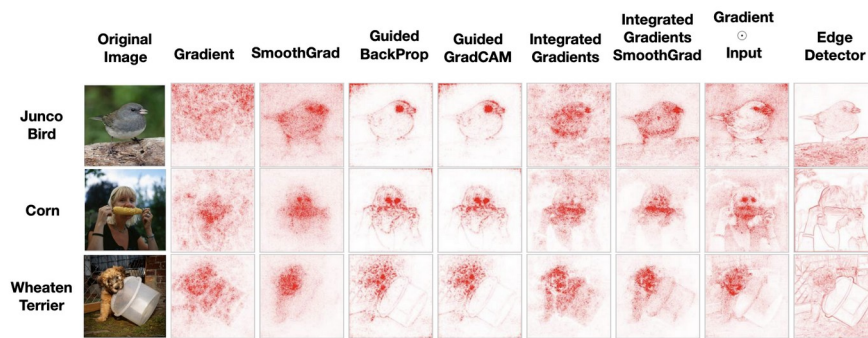 Original
Image
Gradient
SmoothGrad
Guided
BackProp
Guided
GradCAM
Integrated
Gradients
Integrated
Gradients
SmoothGrad
Gradient
⊙
Input
Edge
Detector
Junco
Bird
Corn
Wheaten
Terrier